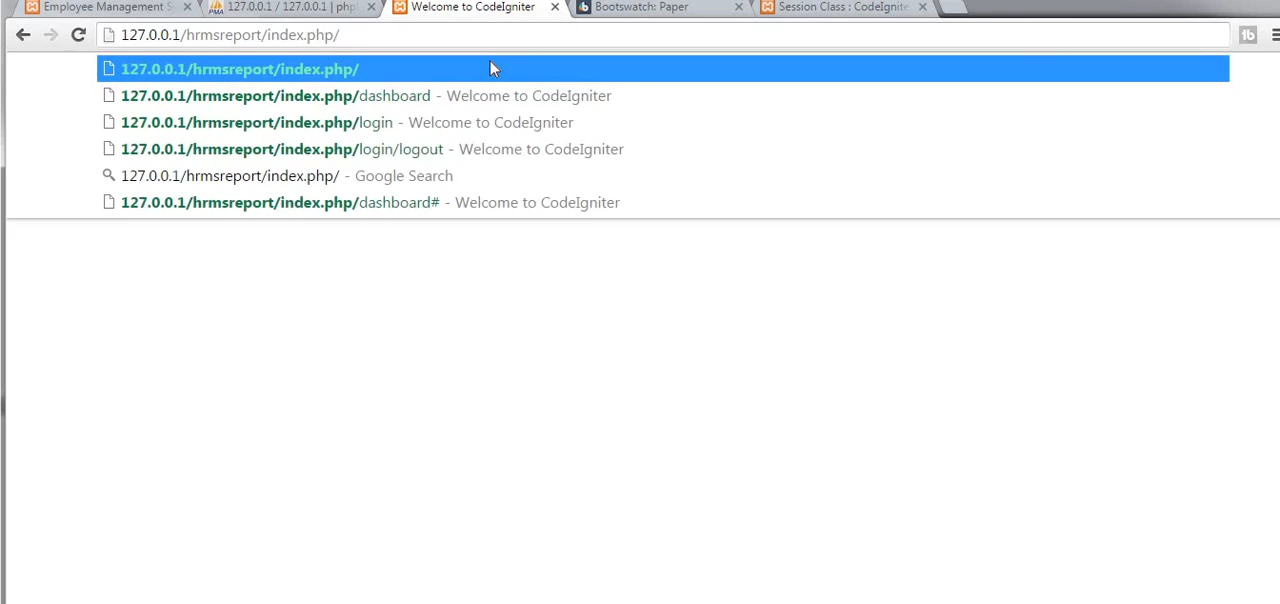 Employee Management S
127.0.0.1 / 127.0.0.1 | php
Welcome to CodeIgniter
Bootswatch: Paper
Session Class : CodeIgnite
127.0.0.1/hrmsreport/index.php/
127.0.0.1/hrmsreport/index.php/
127.0.0.1/hrmsreport/index.php/dashboard - Welcome to CodeIgniter
127.0.0.1/hrmsreport/index.php/login - Welcome to CodeIgniter
127.0.0.1/hrmsreport/index.php/login/logout - Welcome to CodeIgniter
127.0.0.1/hrmsreport/index.php/ - Google Search
127.0.0.1/hrmsreport/index.php/dashboard# - Welcome to CodeIgniter